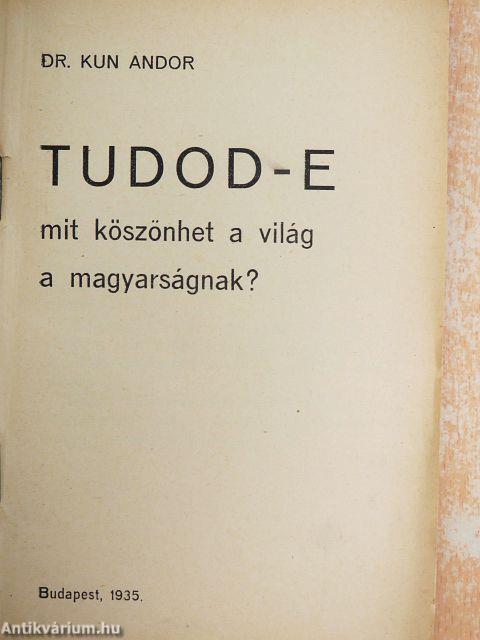 DR. KUN ANDOR
TUDOD-E
mit köszönhet a világ
a magyarságnak?
Budapest, 1935.
Antikvárium.hu